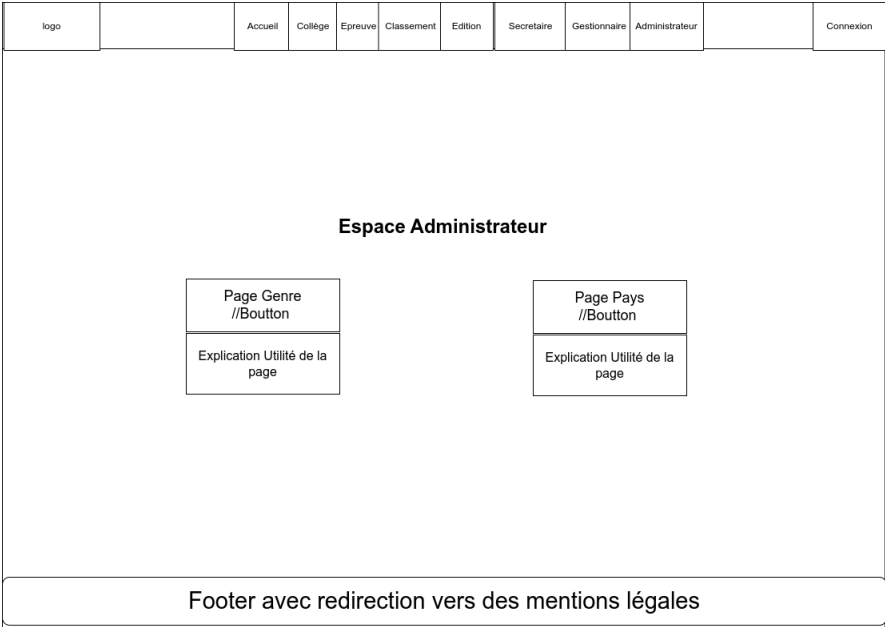 logo
Accueil
Collège
Epreuve
Classement
Edition
Secretaire
Gestionnaire
Administrateur
Connexion
Espace Administrateur
Page Genre
//Boutton
Explication Utilité de la
page
Page Pays
//Boutton
Explication Utilité de la
page
Footer avec redirection vers des mentions légales